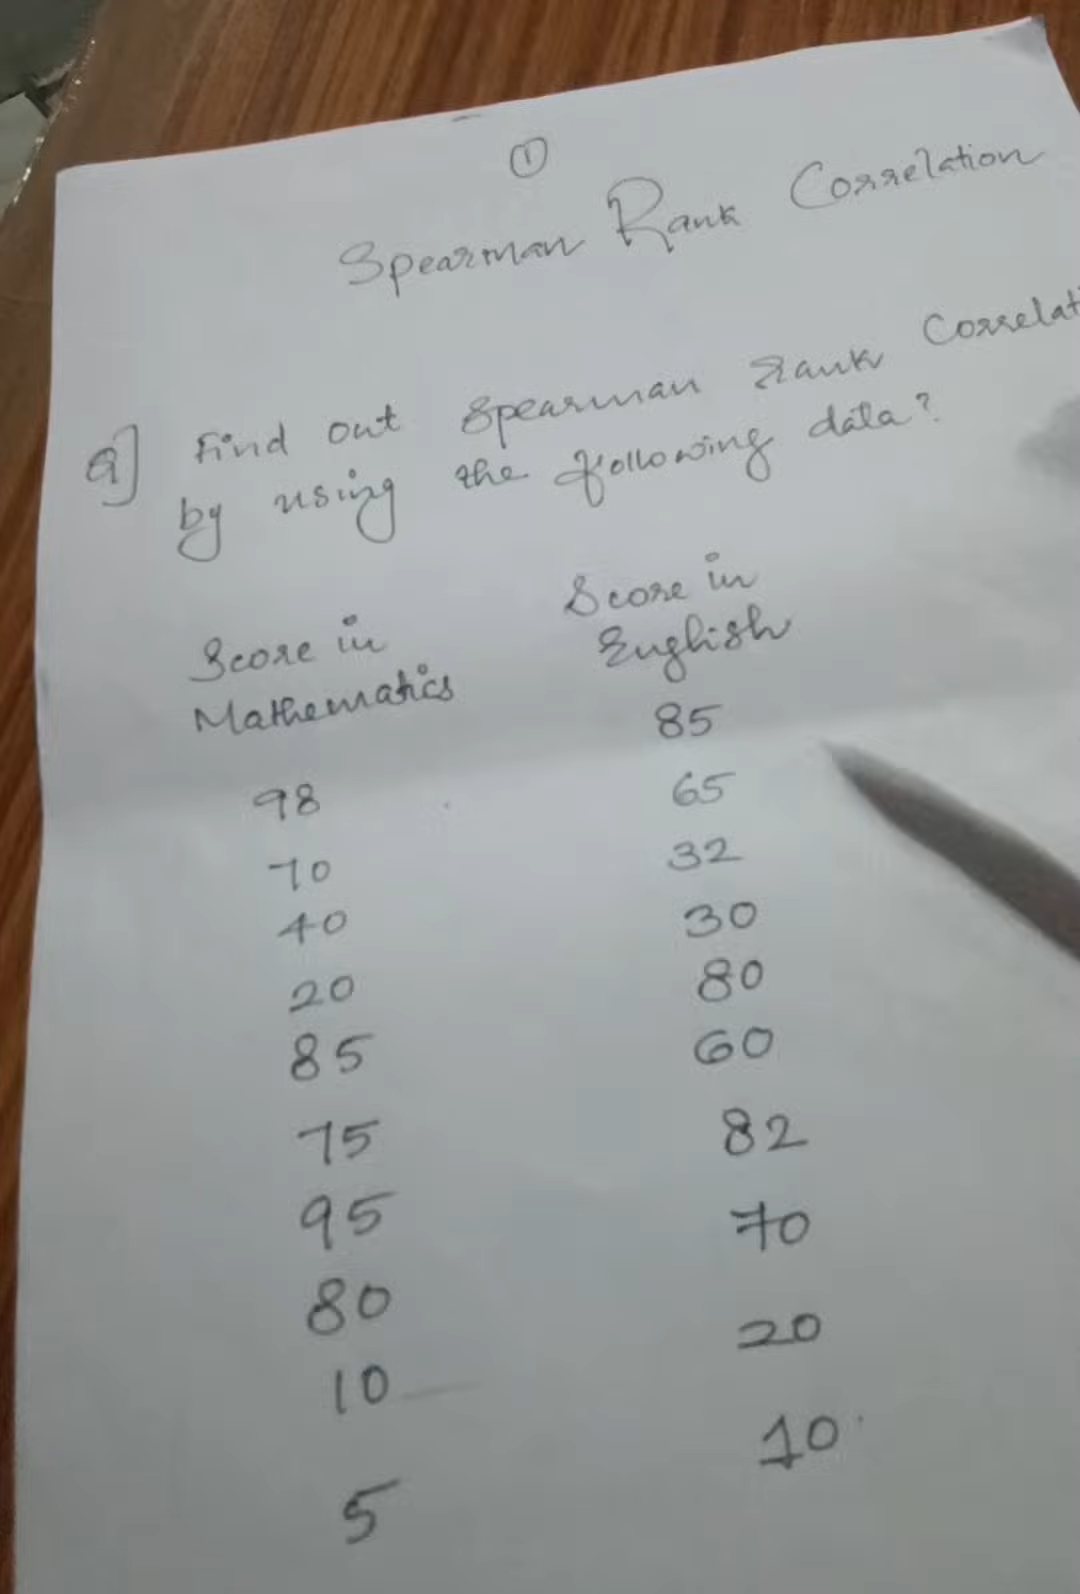 ①
Spearman Rank Correlation
Q] Find out Spearman Rank Correlati
by using the following data?
Score in Mathematics Score in English
98 85
70 65
40 32
20 30
85 80
75 60
95 82
80 70
10 20
5 10